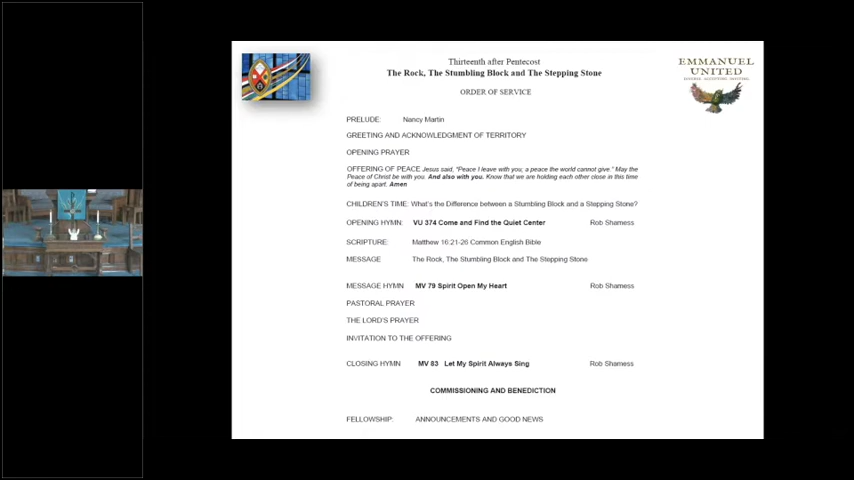 Thirteenth after Pentecost
The Rock, The Stumbling Block and The Stepping Stone
ORDER OF SERVICE
EMMANUEL
UNITED
DIVERSE ACCEPTING INVITING
PRELUDE: Nancy Martin
GREETING AND ACKNOWLEDGMENT OF TERRITORY
OPENING PRAYER
OFFERING OF PEACE Jesus said, "Peace I leave with you; a peace the world cannot give." May the
Peace of Christ be with you. And also with you. Know that we are holding each other close in this time
of being apart. Amen
CHILDREN'S TIME: What's the Difference between a Stumbling Block and a Stepping Stone?
OPENING HYMN: VU 374 Come and Find the Quiet Center Rob Shamess
SCRIPTURE: Matthew 16:21-26 Common English Bible
MESSAGE The Rock, The Stumbling Block and The Stepping Stone
MESSAGE HYMN MV 79 Spirit Open My Heart Rob Shamess
PASTORAL PRAYER
THE LORD'S PRAYER
INVITATION TO THE OFFERING
CLOSING HYMN MV 83 Let My Spirit Always Sing Rob Shamess
COMMISSIONING AND BENEDICTION
FELLOWSHIP: ANNOUNCEMENTS AND GOOD NEWS